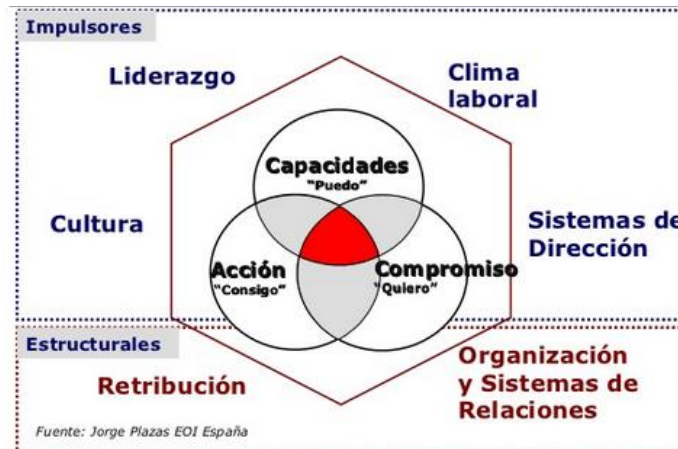 Impulsores
Liderazgo
Clima
laboral
Capacidades
"Puedo"
Cultura
Sistemas de
Dirección
Acción
"Consigo"
Compromiso
"Quiero"
Estructurales
Retribución
Organización
y Sistemas de
Relaciones
Fuente: Jorge Plazas EOI España